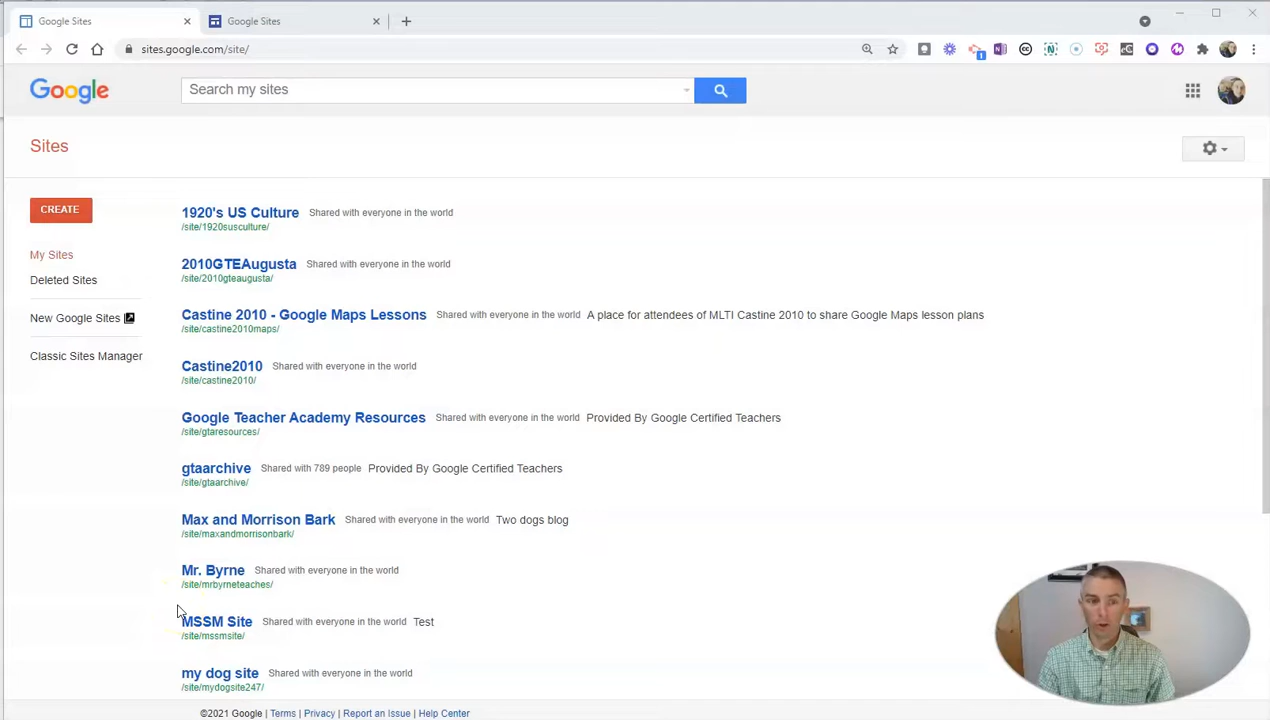 Google Sites
Google Sites
sites.google.com/site/
Google
Search my sites
Sites
CREATE
My Sites
Deleted Sites
New Google Sites
Classic Sites Manager
1920's US Culture Shared with everyone in the world
/site/1920susculture/
2010GTEAugusta Shared with everyone in the world
/site/2010gteaugusta/
Castine 2010 - Google Maps Lessons Shared with everyone in the world A place for attendees of MLTI Castine 2010 to share Google Maps lesson plans
/site/castine2010maps/
Castine2010 Shared with everyone in the world
/site/castine2010/
Google Teacher Academy Resources Shared with everyone in the world Provided By Google Certified Teachers
/site/gtaresources/
gtaarchive Shared with 789 people Provided By Google Certified Teachers
/site/gtaarchive/
Max and Morrison Bark Shared with everyone in the world Two dogs blog
/site/maxandmorrisonbark/
Mr. Byrne Shared with everyone in the world
/site/mrbyrneteaches/
MSSM Site Shared with everyone in the world Test
/site/mssmsite/
my dog site Shared with everyone in the world
/site/mydogsite247/
©2021 Google | Terms | Privacy | Report an Issue | Help Center